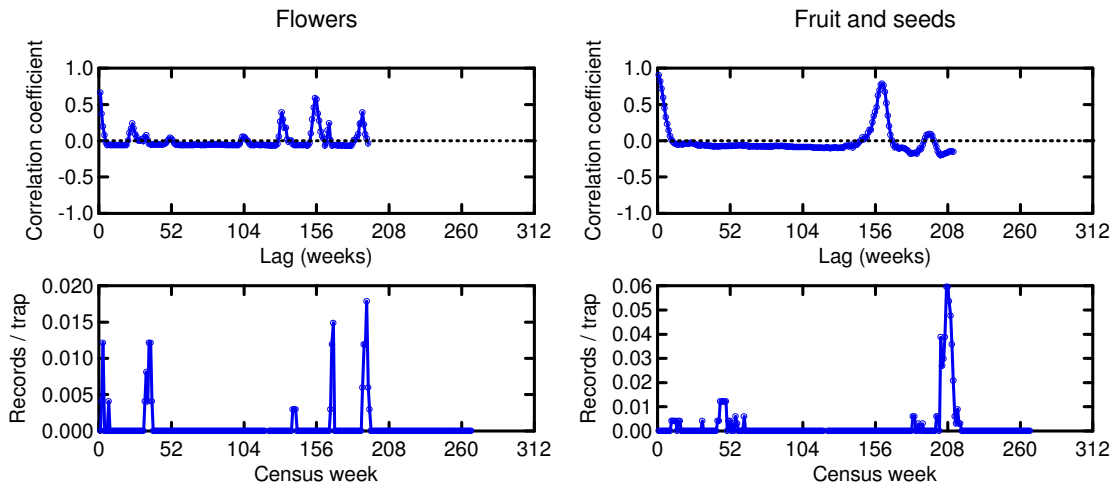 Flowers
Fruit and seeds
Correlation coefficient
1.0
0.5
0.0
-0.5
-1.0
0 52 104 156 208 260 312
Lag (weeks)
Correlation coefficient
1.0
0.5
0.0
-0.5
-1.0
0 52 104 156 208 260 312
Lag (weeks)
Records / trap
0.020
0.015
0.010
0.005
0.000
0 52 104 156 208 260 312
Census week
Records / trap
0.06
0.05
0.04
0.03
0.02
0.01
0.00
0 52 104 156 208 260 312
Census week